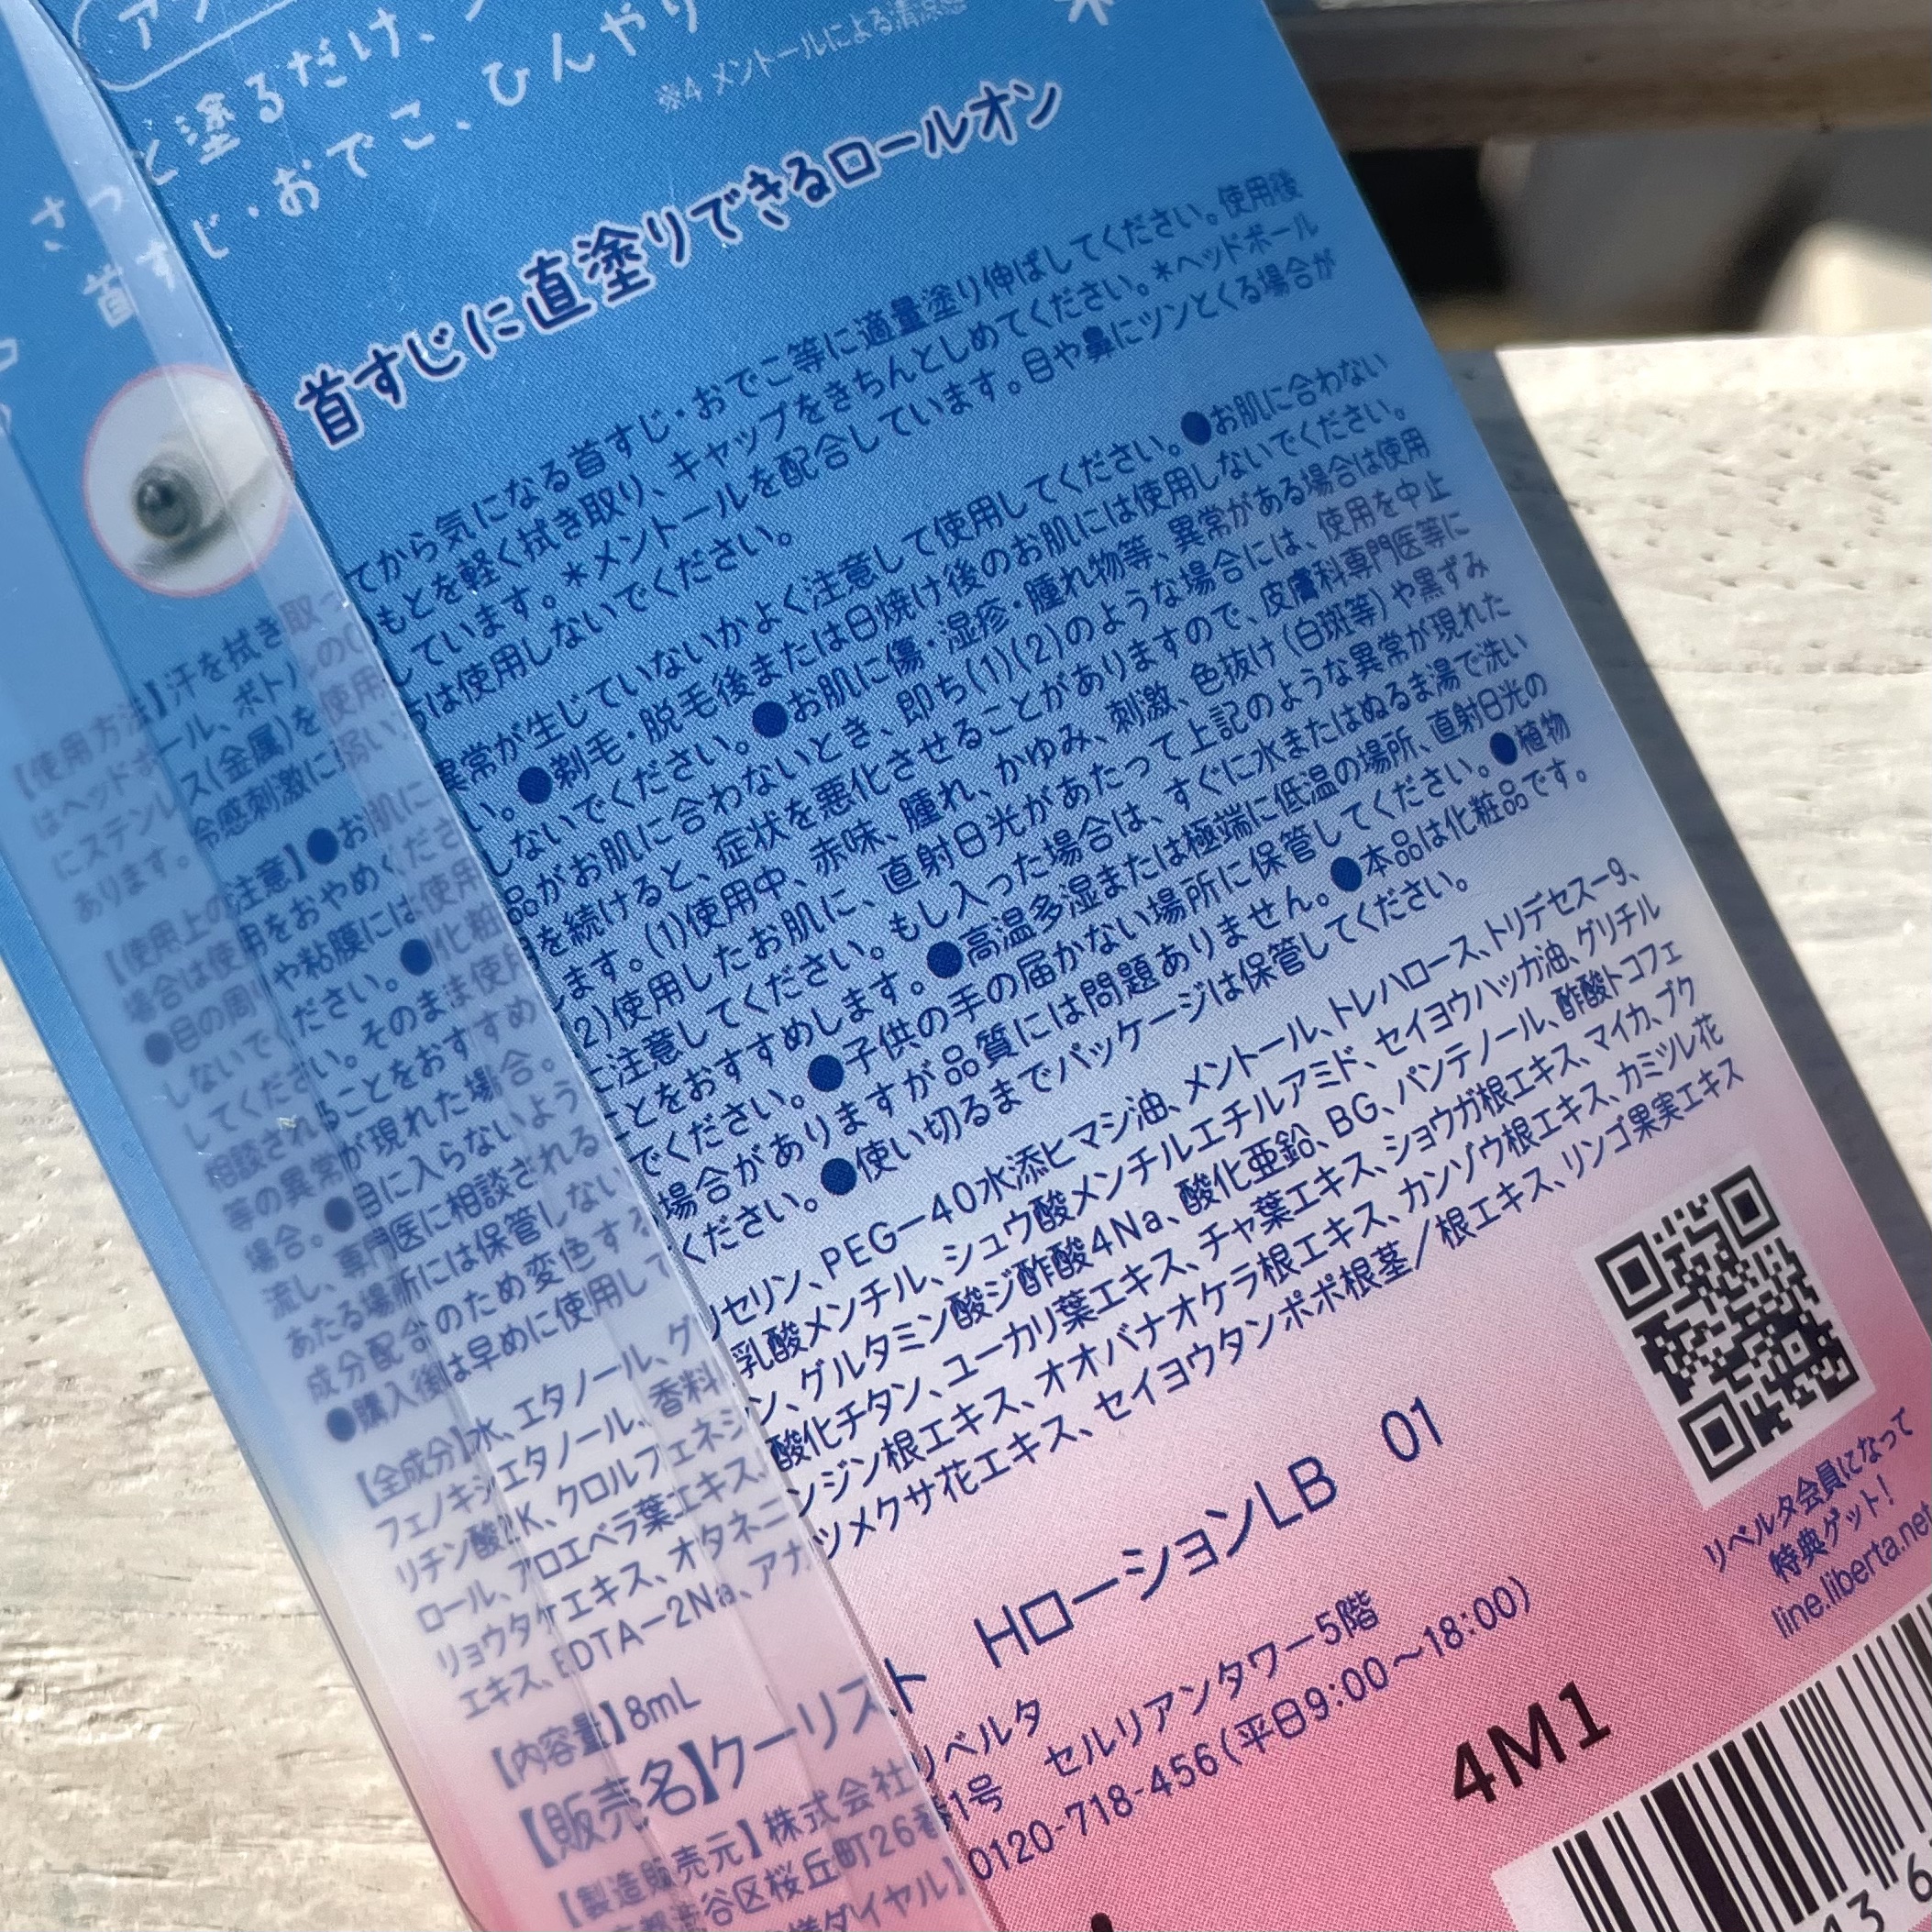 と塗るだけ、
おでこ、ひんやり
※4 メントールによる清涼感
さっ
首すじ・
首すじに直塗りできるロールオン
【使用方法】汗を拭き取ってから気になる首すじ・おでこ等に適量塗り伸ばしてください。使用後
はヘッドボール、ボトルの口もとを軽く拭き取り、キャップをきちんとしめてください。＊ヘッドボール
にステンレス(金属)を使用しています。＊メントールを配合しています。目や鼻にツンとくる場合が
あります。冷感刺激に弱い方は使用しないでください。
【使用上の注意】●お肌に異常が生じていないかよく注意して使用してください。●お肌に合わない
場合は使用をおやめください。●剃毛・脱毛後または日焼け後のお肌には使用しないでください。
●目の周りや粘膜には使用しないでください。●お肌に傷・湿疹・腫れ物等、異常がある場合は使用
しないでください。●化粧品がお肌に合わないとき、即ち(1)(2)のような場合には、使用を中止
してください。そのまま使用を続けると、症状を悪化させることがありますので、皮膚科専門医等に
相談されることをおすすめします。(1)使用中、赤味、腫れ、かゆみ、刺激、色抜け(白斑等)や黒ずみ
等の異常が現れた場合。(2)使用したお肌に、直射日光があたって上記のような異常が現れた
場合。●目に入らないように注意してください。もし入った場合は、すぐに水またはぬるま湯で洗い
流し、専門医に相談されることをおすすめします。●高温多湿または極端に低温の場所、直射日光の
あたる場所には保管しないでください。●子供の手の届かない場所に保管してください。●植物
成分配合のため変色する場合がありますが品質には問題ありません。●本品は化粧品です。
●購入後は早めに使用してください。●使い切るまでパッケージは保管してください。
【全成分】水、エタノール、グリセリン、PEG-40水添ヒマシ油、メントール、トレハロース、トリデセス-9、
フェノキシエタノール、香料、乳酸メンチル、シュウ酸メンチルエチルアミド、セイヨウハッカ油、グリチル
リチン酸2K、クロルフェネシン、グルタミン酸ジ酢酸4Na、酸化亜鉛、BG、パンテノール、酢酸トコフェ
ロール、アロエベラ葉エキス、酸化チタン、ユーカリ葉エキス、チャ葉エキス、ショウガ根エキス、マイカ、ブク
リョウタケエキス、オタネニンジン根エキス、オオバナオケラ根エキス、カンゾウ根エキス、カミツレ花
エキス、EDTA-2Na、アカツメクサ花エキス、セイヨウタンポポ根茎／根エキス、リンゴ果実エキス
【内容量】8mL
【販売名】クーリスト Hローション LB 01
【製造販売元】株式会社リベルタ
渋谷区桜丘町26番1号 セルリアンタワー5階
ダイヤル】0120-718-456(平日9:00〜18:00)
リベルタ会員になって
特典ゲット!
line.liberta.net
4M1